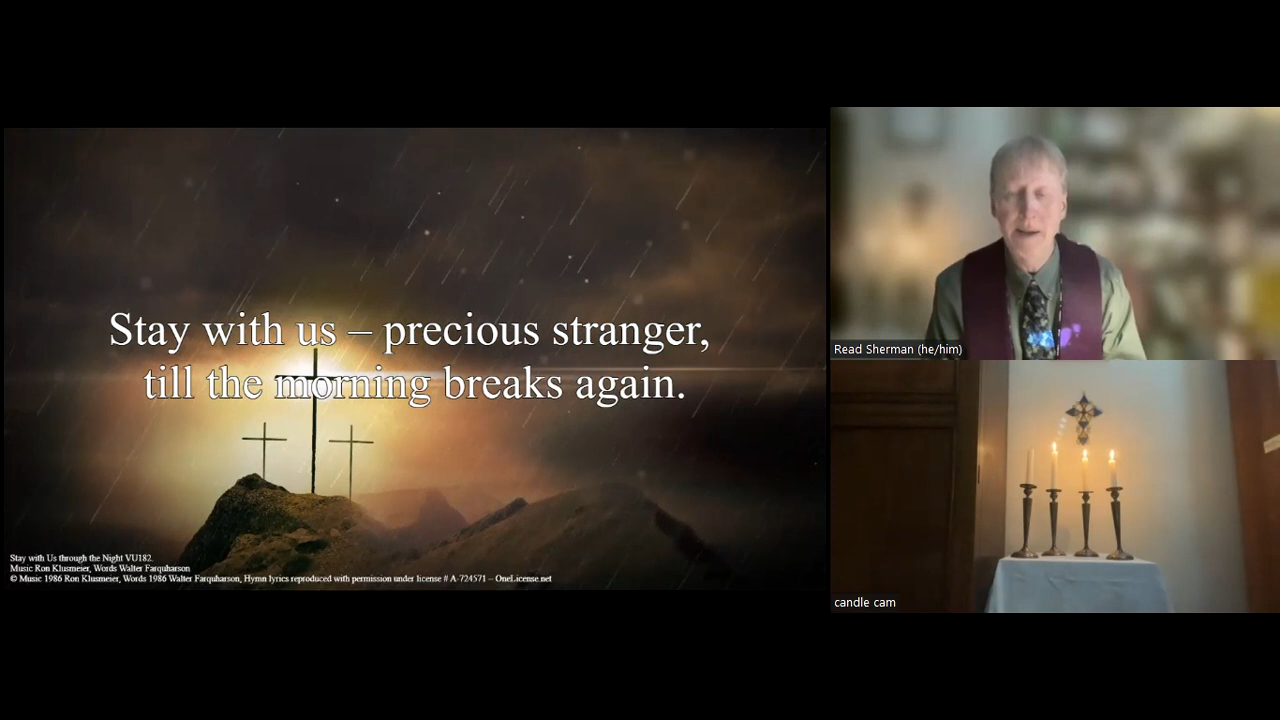 Stay with us – precious stranger,
till the morning breaks again.
Stay with Us through the Night VU182.
Music Ron Klusmeier, Words Walter Farquharson
© Music 1986 Ron Klusmeier, Words 1986 Walter Farquharson, Hymn lyrics reproduced with permission under license # A-724571 – OneLicense.net
Read Sherman (he/him)
candle cam